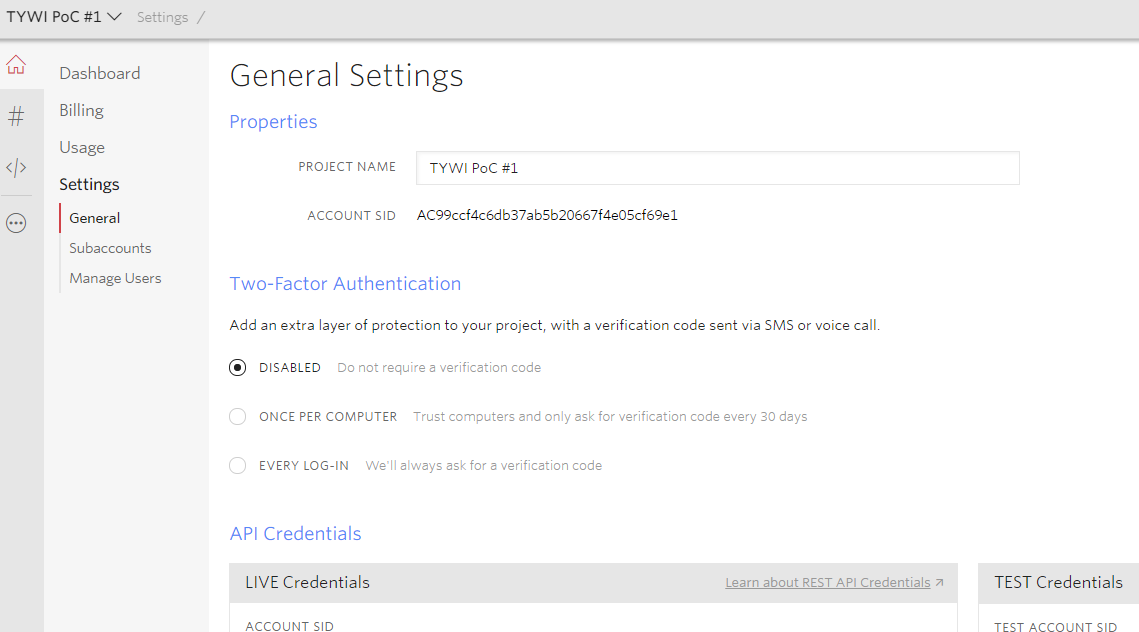 TYWI PoC #1 Settings /
Dashboard
Billing
Usage
Settings
General
Subaccounts
Manage Users
General Settings
Properties
PROJECT NAME TYWI PoC #1
ACCOUNT SID AC99ccf4c6db37ab5b20667f4e05cf69e1
Two-Factor Authentication
Add an extra layer of protection to your project, with a verification code sent via SMS or voice call.
DISABLED Do not require a verification code
ONCE PER COMPUTER Trust computers and only ask for verification code every 30 days
EVERY LOG-IN We'll always ask for a verification code
API Credentials
LIVE Credentials Learn about REST API Credentials
ACCOUNT SID
TEST Credentials
TEST ACCOUNT SID